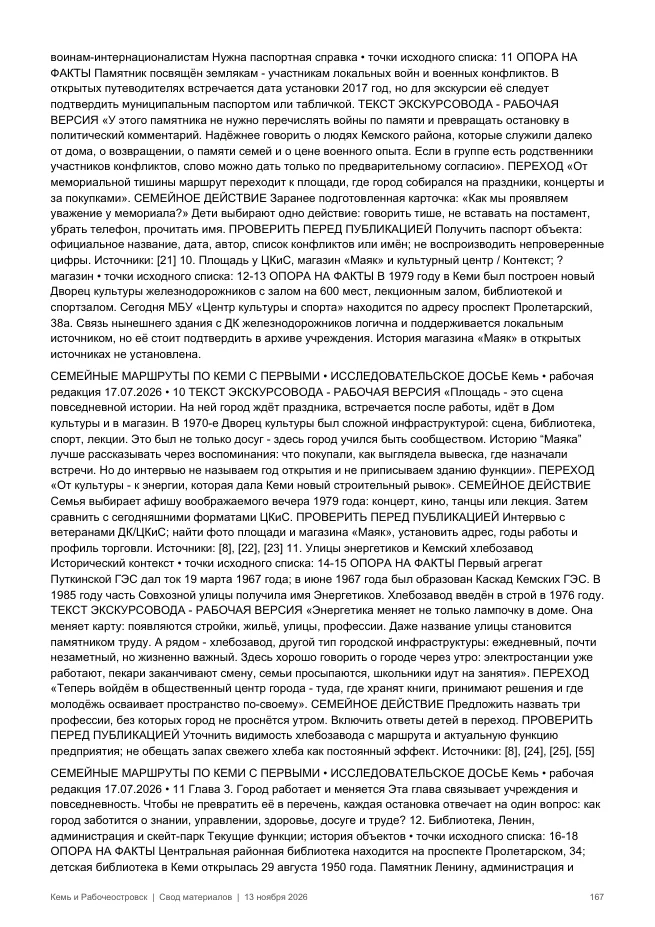 воинам-интернационалистам Нужна паспортная справка • точки исходного списка: 11 ОПОРА НА
ФАКТЫ Памятник посвящён землякам - участникам локальных войн и военных конфликтов. В
открытых путеводителях встречается дата установки 2017 год, но для экскурсии её следует
подтвердить муниципальным паспортом или табличкой. ТЕКСТ ЭКСКУРСОВОДА - РАБОЧАЯ
ВЕРСИЯ «У этого памятника не нужно перечислять войны по памяти и превращать остановку в
политический комментарий. Надёжнее говорить о людях Кемского района, которые служили далеко
от дома, о возвращении, о памяти семей и о цене военного опыта. Если в группе есть родственники
участников конфликтов, слово можно дать только по предварительному согласию». ПЕРЕХОД «От
мемориальной тишины маршрут переходит к площади, где город собирался на праздники, концерты и
за покупками». СЕМЕЙНОЕ ДЕЙСТВИЕ Заранее подготовленная карточка: «Как мы проявляем
уважение у мемориала?» Дети выбирают одно действие: говорить тише, не вставать на постамент,
убрать телефон, прочитать имя. ПРОВЕРИТЬ ПЕРЕД ПУБЛИКАЦИЕЙ Получить паспорт объекта:
официальное название, дата, автор, список конфликтов или имён; не воспроизводить непроверенные
цифры. Источники: [21] 10. Площадь у ЦКиС, магазин «Маяк» и культурный центр / Контекст; ?
магазин • точки исходного списка: 12-13 ОПОРА НА ФАКТЫ В 1979 году в Кеми был построен новый
Дворец культуры железнодорожников с залом на 600 мест, лекционным залом, библиотекой и
спортзалом. Сегодня МБУ «Центр культуры и спорта» находится по адресу проспект Пролетарский,
38а. Связь нынешнего здания с ДК железнодорожников логична и поддерживается локальным
источником, но её стоит подтвердить в архиве учреждения. История магазина «Маяк» в открытых
источниках не установлена.
СЕМЕЙНЫЕ МАРШРУТЫ ПО КЕМИ С ПЕРВЫМИ • ИССЛЕДОВАТЕЛЬСКОЕ ДОСЬЕ Кемь • рабочая
редакция 17.07.2026 • 10 ТЕКСТ ЭКСКУРСОВОДА - РАБОЧАЯ ВЕРСИЯ «Площадь - это сцена
повседневной истории. На ней город ждёт праздника, встречается после работы, идёт в Дом
культуры и в магазин. В 1970-е Дворец культуры был сложной инфраструктурой: сцена, библиотека,
спорт, лекции. Это был не только досуг - здесь город учился быть сообществом. Историю “Маяка”
лучше рассказывать через воспоминания: что покупали, как выглядела вывеска, где назначали
встречи. Но до интервью не называем год открытия и не приписываем зданию функции». ПЕРЕХОД
«От культуры - к энергии, которая дала Кеми новый строительный рывок». СЕМЕЙНОЕ ДЕЙСТВИЕ
Семья выбирает афишу воображаемого вечера 1979 года: концерт, кино, танцы или лекция. Затем
сравнить с сегодняшними форматами ЦКиС. ПРОВЕРИТЬ ПЕРЕД ПУБЛИКАЦИЕЙ Интервью с
ветеранами ДК/ЦКиС; найти фото площади и магазина «Маяк», установить адрес, годы работы и
профиль торговли. Источники: [8], [22], [23] 11. Улицы энергетиков и Кемский хлебозавод
Исторический контекст • точки исходного списка: 14-15 ОПОРА НА ФАКТЫ Первый агрегат
Путкинской ГЭС дал ток 19 марта 1967 года; в июне 1967 года был образован Каскад Кемских ГЭС. В
1985 году часть Совхозной улицы получила имя Энергетиков. Хлебозавод введён в строй в 1976 году.
ТЕКСТ ЭКСКУРСОВОДА - РАБОЧАЯ ВЕРСИЯ «Энергетика меняет не только лампочку в доме. Она
меняет карту: появляются стройки, жильё, улицы, профессии. Даже название улицы становится
памятником труду. А рядом - хлебозавод, другой тип городской инфраструктуры: ежедневный, почти
незаметный, но жизненно важный. Здесь хорошо говорить о городе через утро: электростанции уже
работают, пекари заканчивают смену, семьи просыпаются, школьники идут на занятия». ПЕРЕХОД
«Теперь войдём в общественный центр города - туда, где хранят книги, принимают решения и где
молодёжь осваивает пространство по-своему». СЕМЕЙНОЕ ДЕЙСТВИЕ Предложить назвать три
профессии, без которых город не проснётся утром. Включить ответы детей в переход. ПРОВЕРИТЬ
ПЕРЕД ПУБЛИКАЦИЕЙ Уточнить видимость хлебозавода с маршрута и актуальную функцию
предприятия; не обещать запах свежего хлеба как постоянный эффект. Источники: [8], [24], [25], [55]
СЕМЕЙНЫЕ МАРШРУТЫ ПО КЕМИ С ПЕРВЫМИ • ИССЛЕДОВАТЕЛЬСКОЕ ДОСЬЕ Кемь • рабочая
редакция 17.07.2026 • 11 Глава 3. Город работает и меняется Эта глава связывает учреждения и
повседневность. Чтобы не превратить её в перечень, каждая остановка отвечает на один вопрос: как
город заботится о знании, управлении, здоровье, досуге и труде? 12. Библиотека, Ленин,
администрация и скейт-парк Текущие функции; история объектов • точки исходного списка: 16-18
ОПОРА НА ФАКТЫ Центральная районная библиотека находится на проспекте Пролетарском, 34;
детская библиотека в Кеми открылась 29 августа 1950 года. Памятник Ленину, администрация и
Кемь и Рабочеостровск | Свод материалов | 13 ноября 2026
167